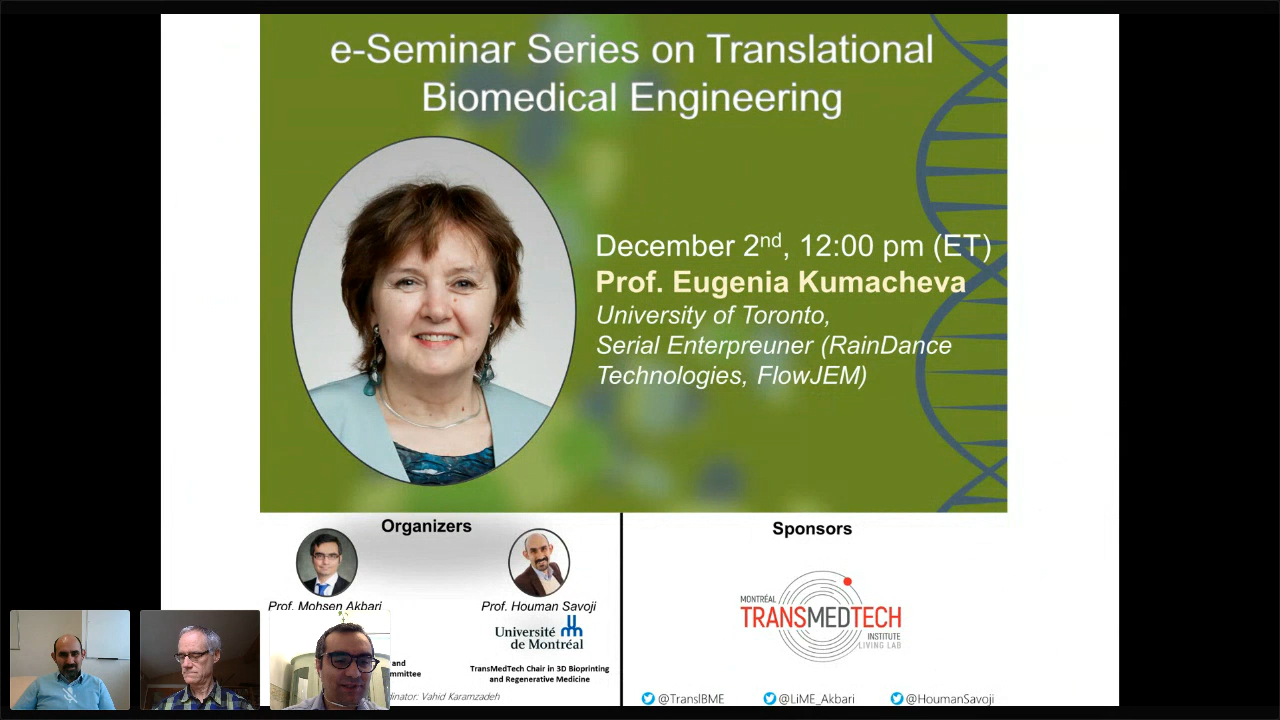 e-Seminar Series on Translational
Biomedical Engineering
December 2nd, 12:00 pm (ET)
Prof. Eugenia Kumacheva
University of Toronto,
Serial Enterpreuner (RainDance
Technologies, FlowJEM)
Organizers
Prof. Mohsen Akbari
Prof. Houman Savoji
Université
de Montréal
and
TransMedTech Chair in 3D Bioprinting
and Regenerative Medicine
Vahid Karamzadeh
Sponsors
MONTRÉAL
TRANSMEDTECH
INSTITUTE
LIVING LAB
@TranslBME
@LiME_Akbari
@HoumanSavoji